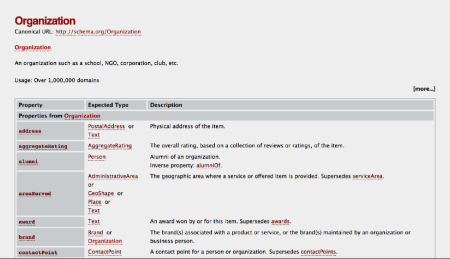 Organization
Canonical URL: http://schema.org/Organization
Organization
An organization such as a school, NGO, corporation, club, etc.
Usage: Over 1,000,000 domains
[more...]
Property Expected Type Description
Properties from Organization
address PostalAddress or Physical address of the item.
Text
aggregateRating AggregateRating The overall rating, based on a collection of reviews or ratings, of the item.
alumni Person Alumni of an organization.
Inverse property: alumniOf.
areaServed AdministrativeArea The geographic area where a service or offered item is provided. Supersedes serviceArea.
or
GeoShape or
Place or
Text
award Text An award won by or for this item. Supersedes awards.
brand Brand or The brand(s) associated with a product or service, or the brand(s) maintained by an organization or
Organization business person.
contactPoint ContactPoint A contact point for a person or organization. Supersedes contactPoints.